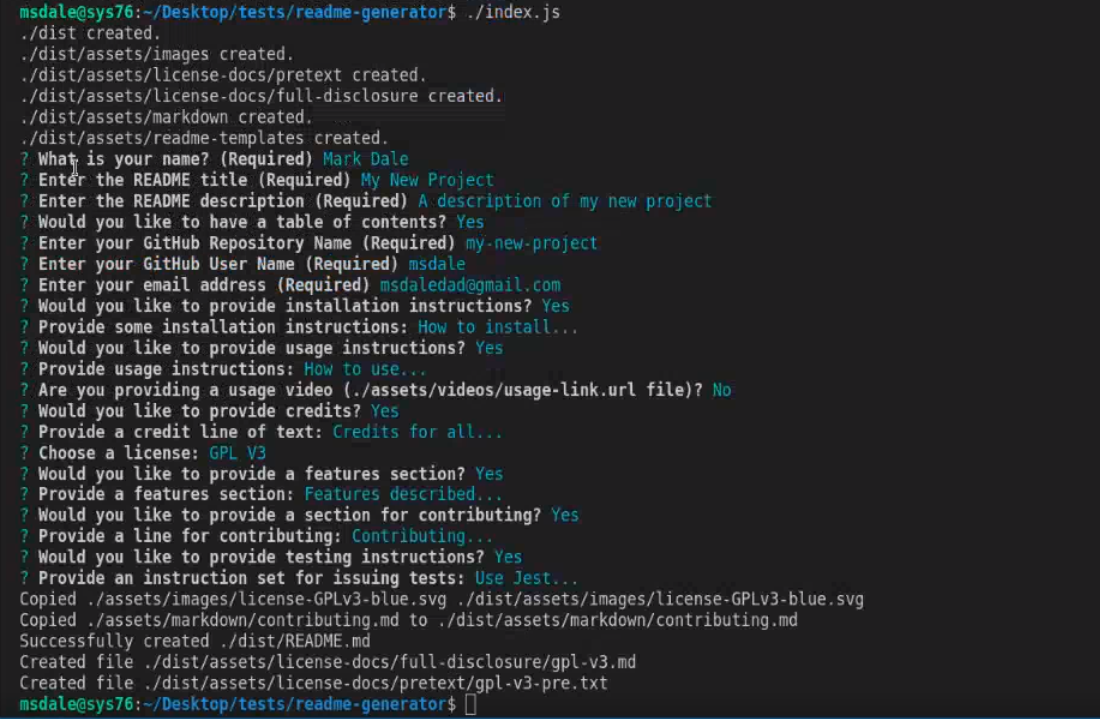 msdale@sys76:~/Desktop/tests/readme-generator$ ./index.js
./dist created.
./dist/assets/images created.
./dist/assets/license-docs/pretext created.
./dist/assets/license-docs/full-disclosure created.
./dist/assets/markdown created.
./dist/assets/readme-templates created.
? What is your name? (Required) Mark Dale
? Enter the README title (Required) My New Project
? Enter the README description (Required) A description of my new project
? Would you like to have a table of contents? Yes
? Enter your GitHub Repository Name (Required) my-new-project
? Enter your GitHub User Name (Required) msdale
? Enter your email address (Required) msdaledad@gmail.com
? Would you like to provide installation instructions? Yes
? Provide some installation instructions: How to install...
? Would you like to provide usage instructions? Yes
? Provide usage instructions: How to use...
? Are you providing a usage video (./assets/videos/usage-link.url file)? No
? Would you like to provide credits? Yes
? Provide a credit line of text: Credits for all...
? Choose a license: GPL V3
? Would you like to provide a features section? Yes
? Provide a features section: Features described...
? Would you like to provide a section for contributing? Yes
? Provide a line for contributing: Contributing...
? Would you like to provide testing instructions? Yes
? Provide an instruction set for issuing tests: Use Jest...
Copied ./assets/images/license-GPLv3-blue.svg ./dist/assets/images/license-GPLv3-blue.svg
Copied ./assets/markdown/contributing.md to ./dist/assets/markdown/contributing.md
Successfully created ./dist/README.md
Created file ./dist/assets/license-docs/full-disclosure/gpl-v3.md
Created file ./dist/assets/license-docs/pretext/gpl-v3-pre.txt
msdale@sys76:~/Desktop/tests/readme-generator$